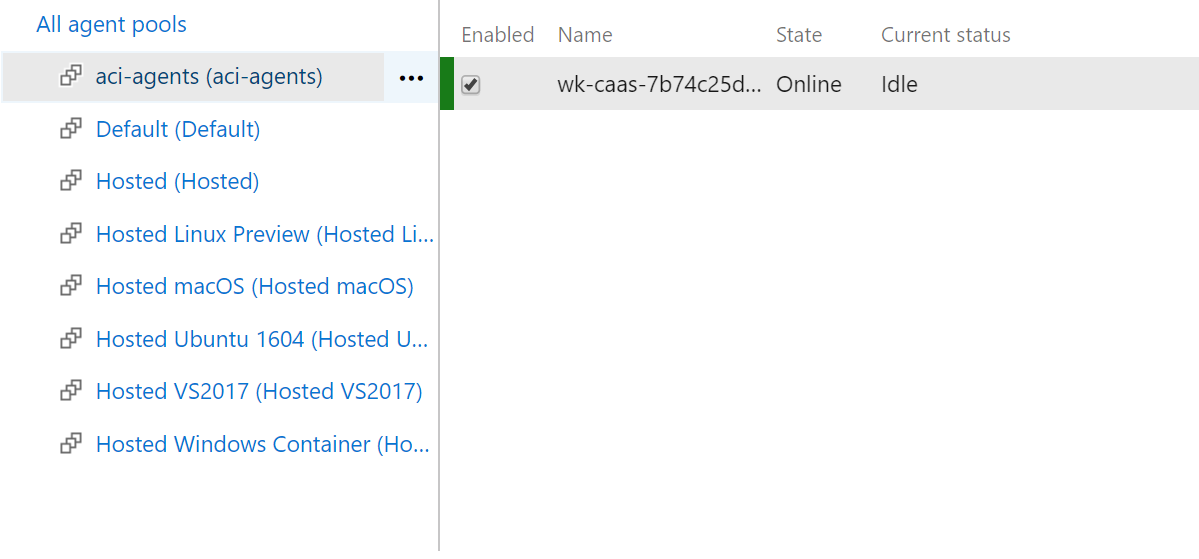 All agent pools
aci-agents (aci-agents)
Default (Default)
Hosted (Hosted)
Hosted Linux Preview (Hosted Li...
Hosted macOS (Hosted macOS)
Hosted Ubuntu 1604 (Hosted U...
Hosted VS2017 (Hosted VS2017)
Hosted Windows Container (Ho...
Enabled Name State Current status
wk-caas-7b74c25d... Online Idle